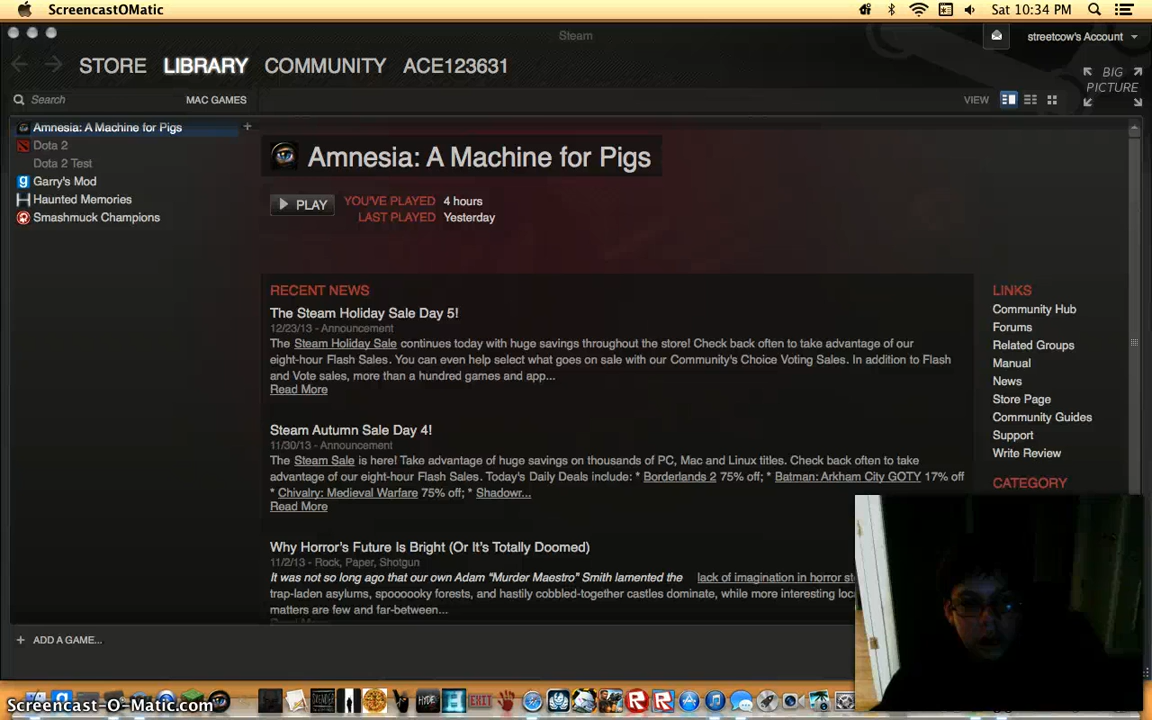 ScreencastOMatic
Sat 10:34 PM
Steam
streetcow's Account
STORE LIBRARY COMMUNITY ACE123631
BIG PICTURE
Search
MAC GAMES
VIEW
Amnesia: A Machine for Pigs +
Dota 2
Dota 2 Test
Garry's Mod
Haunted Memories
Smashmuck Champions
Amnesia: A Machine for Pigs
PLAY
YOU'VE PLAYED 4 hours
LAST PLAYED Yesterday
RECENT NEWS
The Steam Holiday Sale Day 5!
12/23/13 - Announcement
The Steam Holiday Sale continues today with huge savings throughout the store! Check back often to take advantage of our
eight-hour Flash Sales. You can even help select what goes on sale with our Community's Choice Voting Sales. In addition to Flash
and Vote sales, more than a hundred games and app...
Read More
Steam Autumn Sale Day 4!
11/30/13 - Announcement
The Steam Sale is here! Take advantage of huge savings on thousands of PC, Mac and Linux titles. Check back often to take
advantage of our eight-hour Flash Sales. Today's Daily Deals include: * Borderlands 2 75% off; * Batman: Arkham City GOTY 17% off
* Chivalry: Medieval Warfare 75% off; * Shadowr...
Read More
Why Horror's Future Is Bright (Or It's Totally Doomed)
11/2/13 - Rock, Paper, Shotgun
It was not so long ago that our own Adam "Murder Maestro" Smith lamented the lack of imagination in horror
trap-laden asylums, spoooooky forests, and hastily cobbled-together castles dominate, while more interesting
matters are few and far-between...
LINKS
Community Hub
Forums
Related Groups
Manual
News
Store Page
Community Guides
Support
Write Review
CATEGORY
+ ADD A GAME...
HYDE
EXIT
Screencast-O-Matic.com